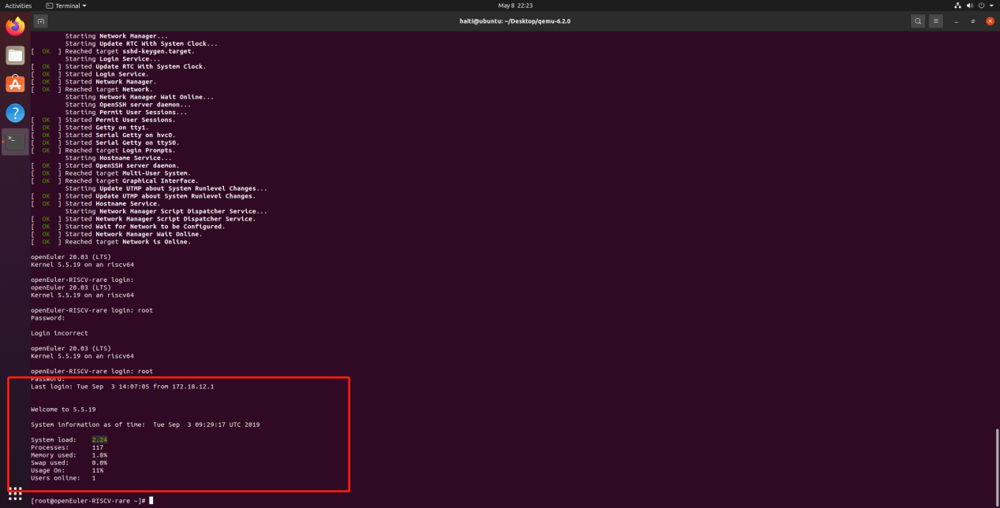 Activities Terminal May 8 22:23
haiti@ubuntu: ~/Desktop/qemu-6.2.0
Starting Network Manager...
Starting Update RTC With System Clock...
[ OK ] Reached target sshd-keygen.target.
Starting Login Service...
[ OK ] Started Update RTC With System Clock.
[ OK ] Started Login Service.
[ OK ] Started Network Manager.
[ OK ] Reached target Network.
Starting Network Manager Wait Online...
Starting OpenSSH server daemon...
Starting Permit User Sessions...
[ OK ] Started Permit User Sessions.
[ OK ] Started Getty on tty1.
[ OK ] Started Serial Getty on hvc0.
[ OK ] Started Serial Getty on ttyS0.
[ OK ] Reached target Login Prompts.
Starting Hostname Service...
[ OK ] Started OpenSSH server daemon.
[ OK ] Reached target Multi-User System.
[ OK ] Reached target Graphical Interface.
Starting Update UTMP about System Runlevel Changes...
[ OK ] Started Update UTMP about System Runlevel Changes.
[ OK ] Started Hostname Service.
Starting Network Manager Script Dispatcher Service...
[ OK ] Started Network Manager Script Dispatcher Service.
[ OK ] Started Wait for Network to be Configured.
[ OK ] Started Network Manager Wait Online.
[ OK ] Reached target Network is Online.
openEuler 20.03 (LTS)
Kernel 5.5.19 on an riscv64
openEuler-RISCV-rare login:
openEuler 20.03 (LTS)
Kernel 5.5.19 on an riscv64
openEuler-RISCV-rare login: root
Password:
Login incorrect
openEuler 20.03 (LTS)
Kernel 5.5.19 on an riscv64
openEuler-RISCV-rare login: root
Password:
Last login: Tue Sep 3 14:07:05 from 172.18.12.1
Welcome to 5.5.19
System information as of time: Tue Sep 3 09:29:17 UTC 2019
System load: 2.24
Processes: 117
Memory used: 1.8%
Swap used: 0.0%
Usage On: 11%
Users online: 1
[root@openEuler-RISCV-rare ~]#